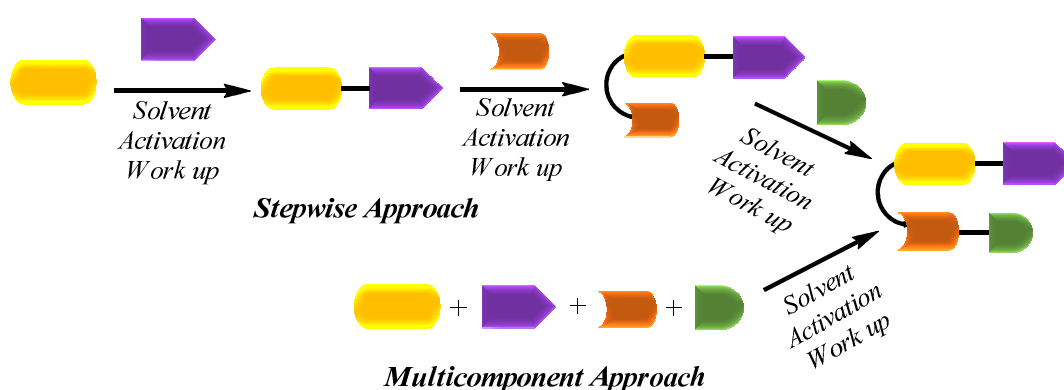 Solvent
Activation
Work up
Solvent
Activation
Work up
Solvent
Activation
Work up
Stepwise Approach
+
+
+
Solvent
Activation
Work up
Multicomponent Approach